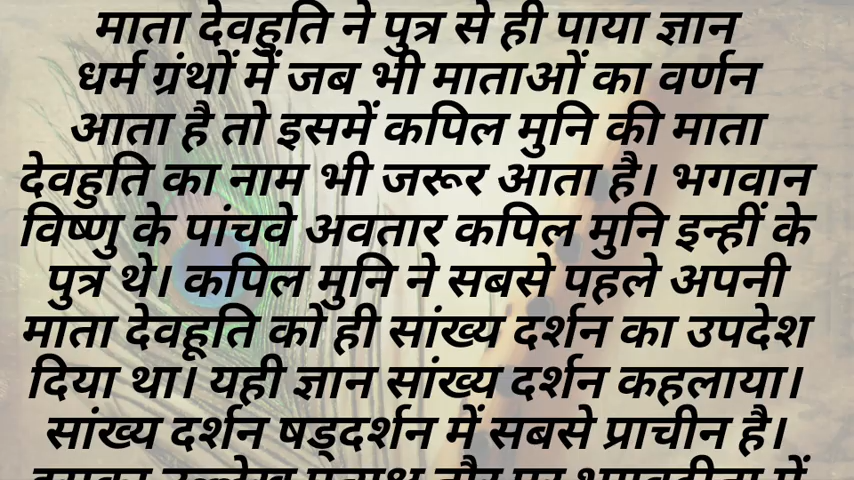 माता देवहुति ने पुत्र से ही पाया ज्ञान
धर्म ग्रंथों में जब भी माताओं का वर्णन
आता है तो इसमें कपिल मुनि की माता
देवहुति का नाम भी जरूर आता है। भगवान
विष्णु के पांचवे अवतार कपिल मुनि इन्हीं के
पुत्र थे। कपिल मुनि ने सबसे पहले अपनी
माता देवहूति को ही सांख्य दर्शन का उपदेश
दिया था। यही ज्ञान सांख्य दर्शन कहलाया।
सांख्य दर्शन षड्दर्शन में सबसे प्राचीन है।